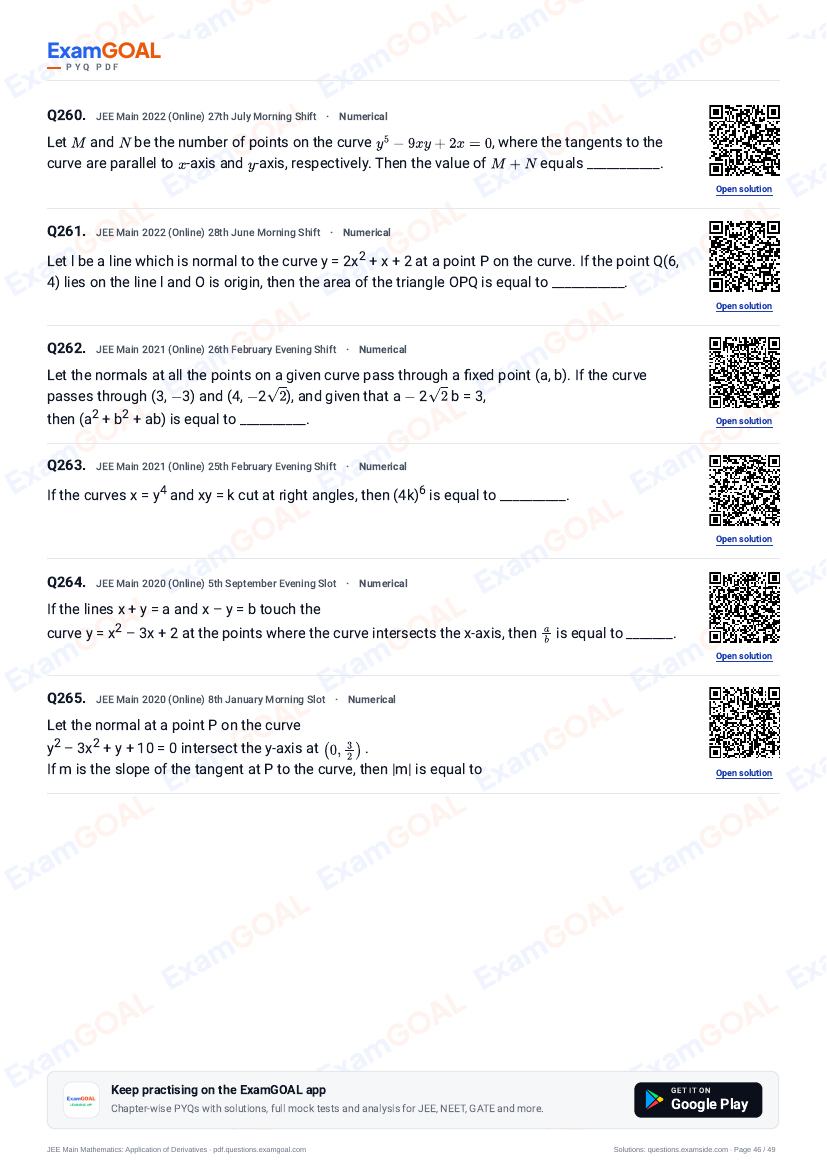 ExamGOAL
PYQ PDF
Q260. JEE Main 2022 (Online) 27th July Morning Shift · Numerical
Let M and N be the number of points on the curve y⁵ − 9xy + 2x = 0, where the tangents to the
curve are parallel to x-axis and y-axis, respectively. Then the value of M + N equals ___________.
Open solution
Q261. JEE Main 2022 (Online) 28th June Morning Shift · Numerical
Let l be a line which is normal to the curve y = 2x² + x + 2 at a point P on the curve. If the point Q(6,
4) lies on the line l and O is origin, then the area of the triangle OPQ is equal to ___________.
Open solution
Q262. JEE Main 2021 (Online) 26th February Evening Shift · Numerical
Let the normals at all the points on a given curve pass through a fixed point (a, b). If the curve
passes through (3, −3) and (4, −2√2), and given that a − 2√2 b = 3,
then (a² + b² + ab) is equal to __________.
Open solution
Q263. JEE Main 2021 (Online) 25th February Evening Shift · Numerical
If the curves x = y⁴ and xy = k cut at right angles, then (4k)⁶ is equal to __________.
Open solution
Q264. JEE Main 2020 (Online) 5th September Evening Slot · Numerical
If the lines x + y = a and x − y = b touch the
curve y = x² − 3x + 2 at the points where the curve intersects the x-axis, then a/b is equal to _______.
Open solution
Q265. JEE Main 2020 (Online) 8th January Morning Slot · Numerical
Let the normal at a point P on the curve
y² − 3x² + y + 10 = 0 intersect the y-axis at (0, 3/2) .
If m is the slope of the tangent at P to the curve, then |m| is equal to
Open solution
Keep practising on the ExamGOAL app
Chapter-wise PYQs with solutions, full mock tests and analysis for JEE, NEET, GATE and more.
GET IT ON
Google Play
JEE Main Mathematics: Application of Derivatives · pdf.questions.examgoal.com
Solutions: questions.examside.com · Page 46 / 49